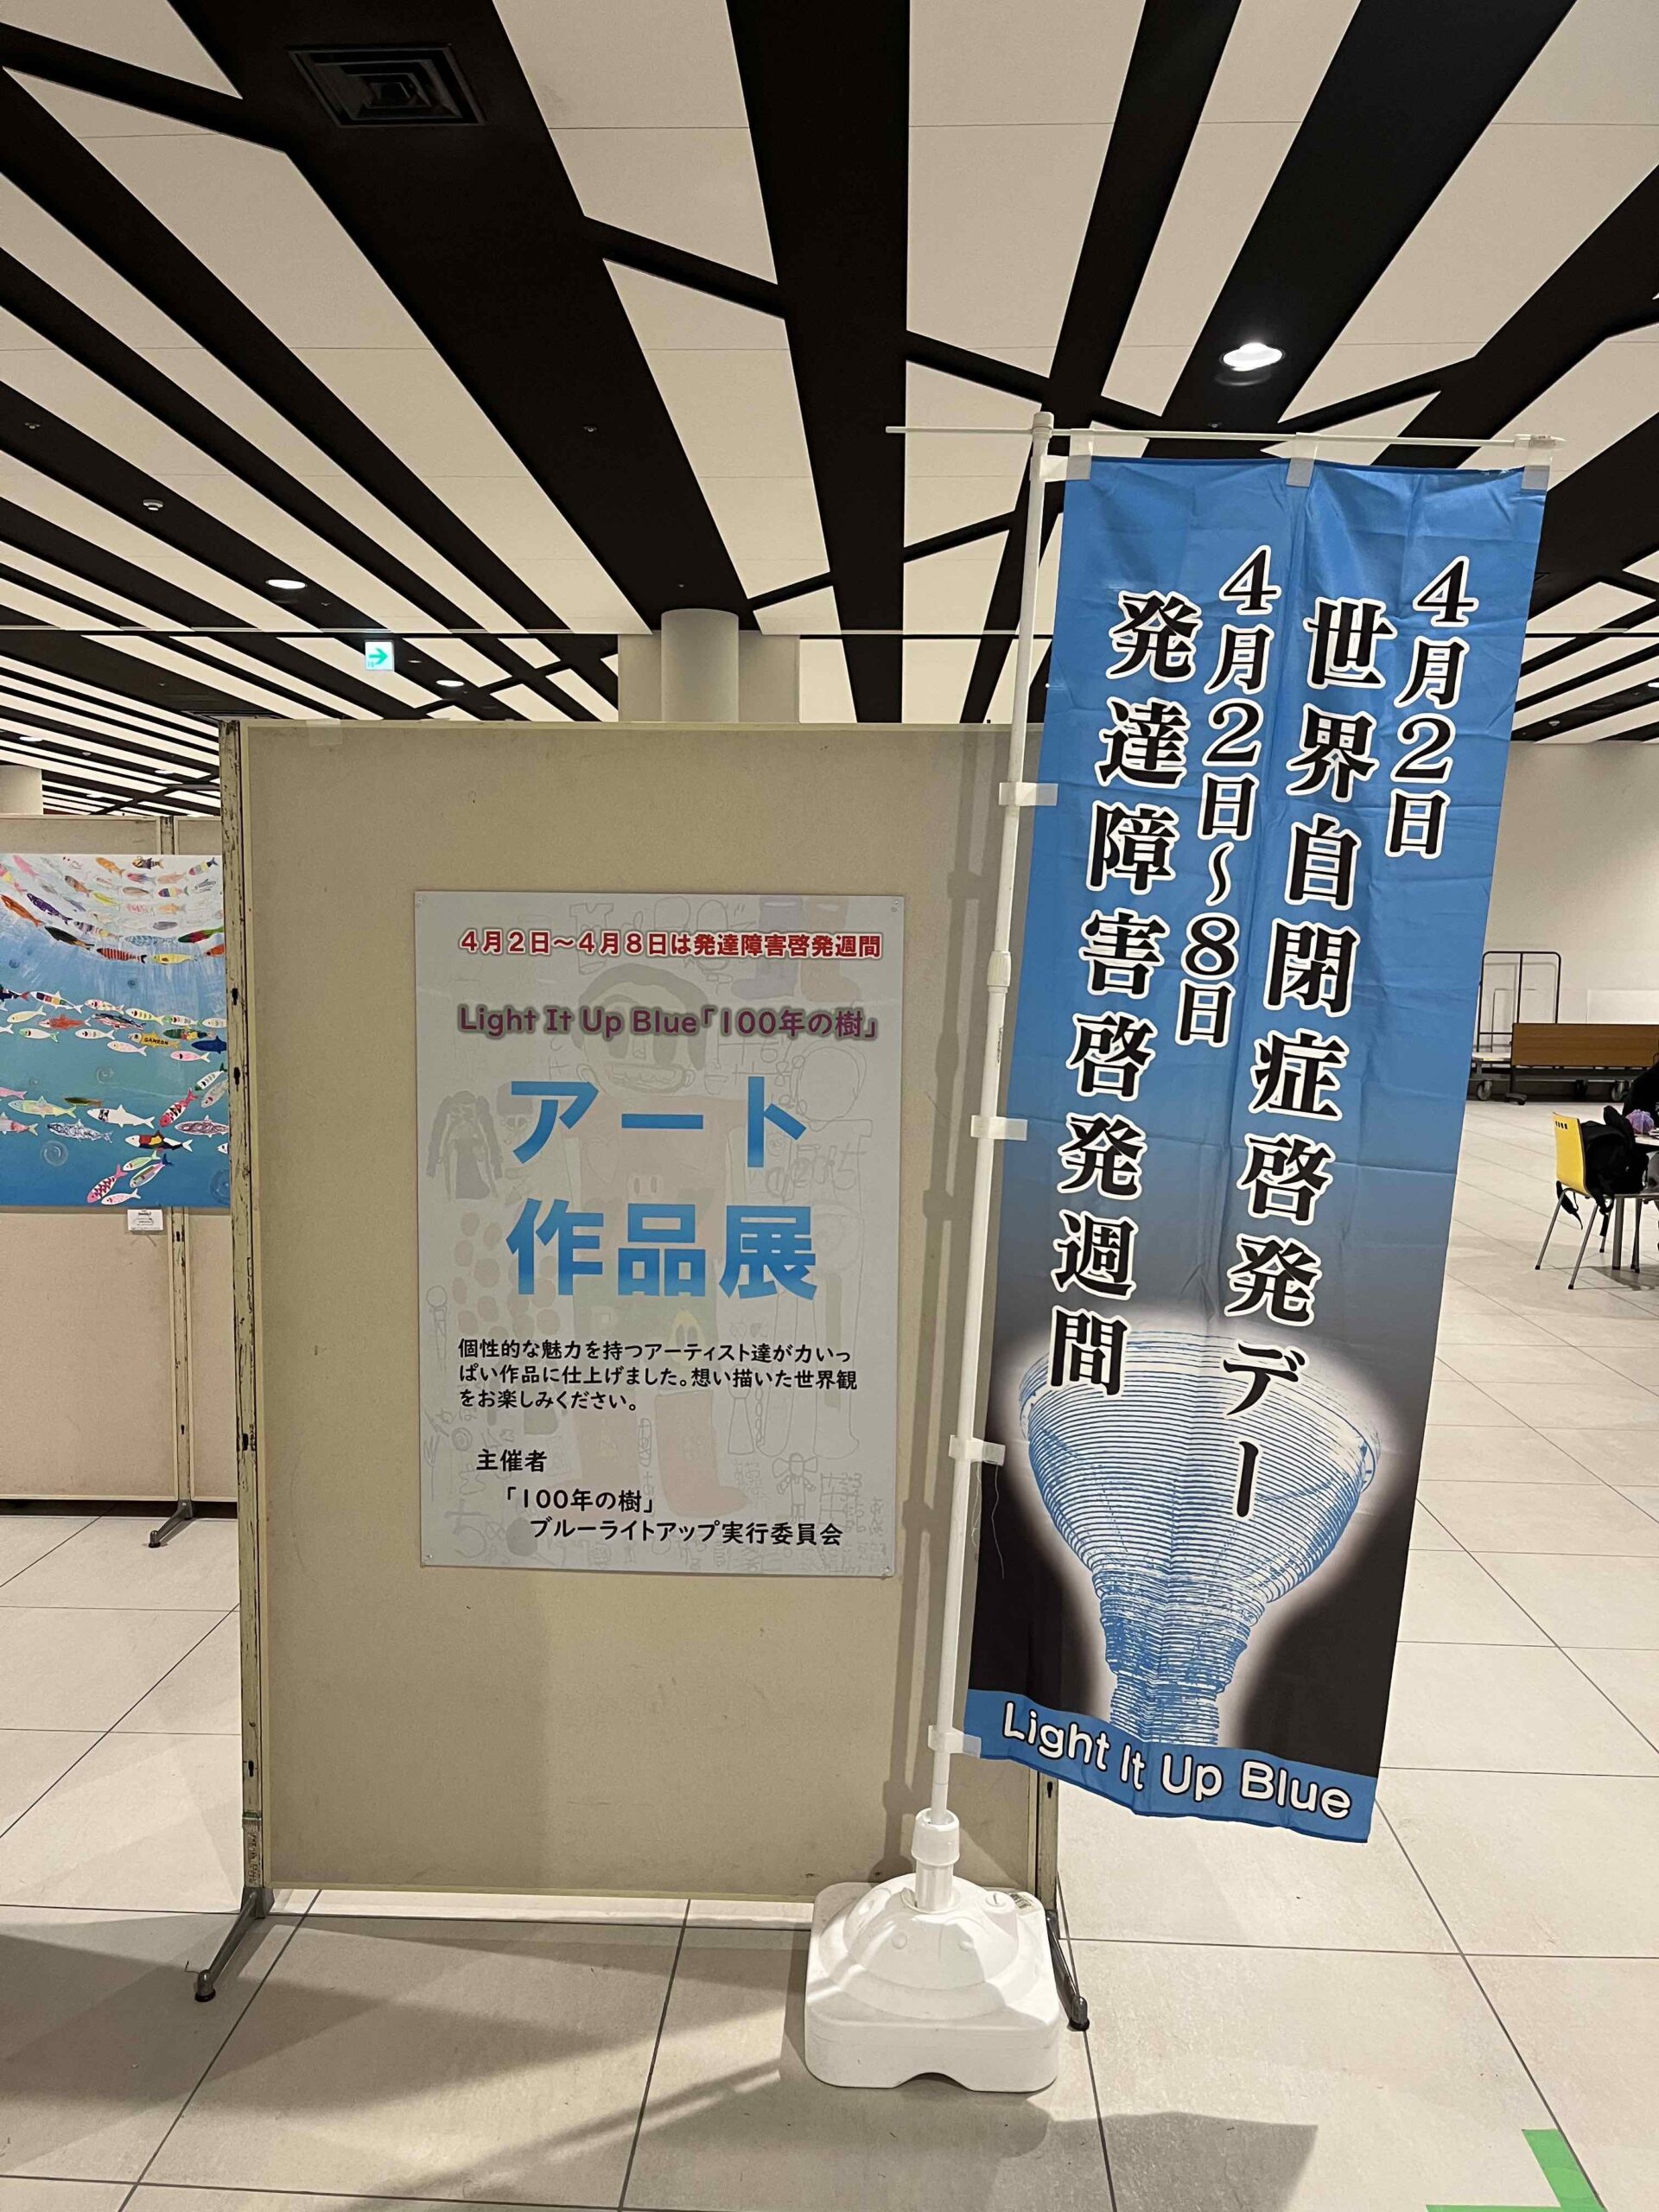 4月2日～4月8日は発達障害啓発週間
Light It Up Blue「100年の樹」
アート
作品展
個性的な魅力を持つアーティスト達が力いっ
ぱい作品に仕上げました。想い描いた世界観
をお楽しみください。
主催者
「100年の樹」
ブルーライトアップ実行委員会
4月2日
世界自閉症啓発デー
4月2日～8日
発達障害啓発週間
Light It Up Blue